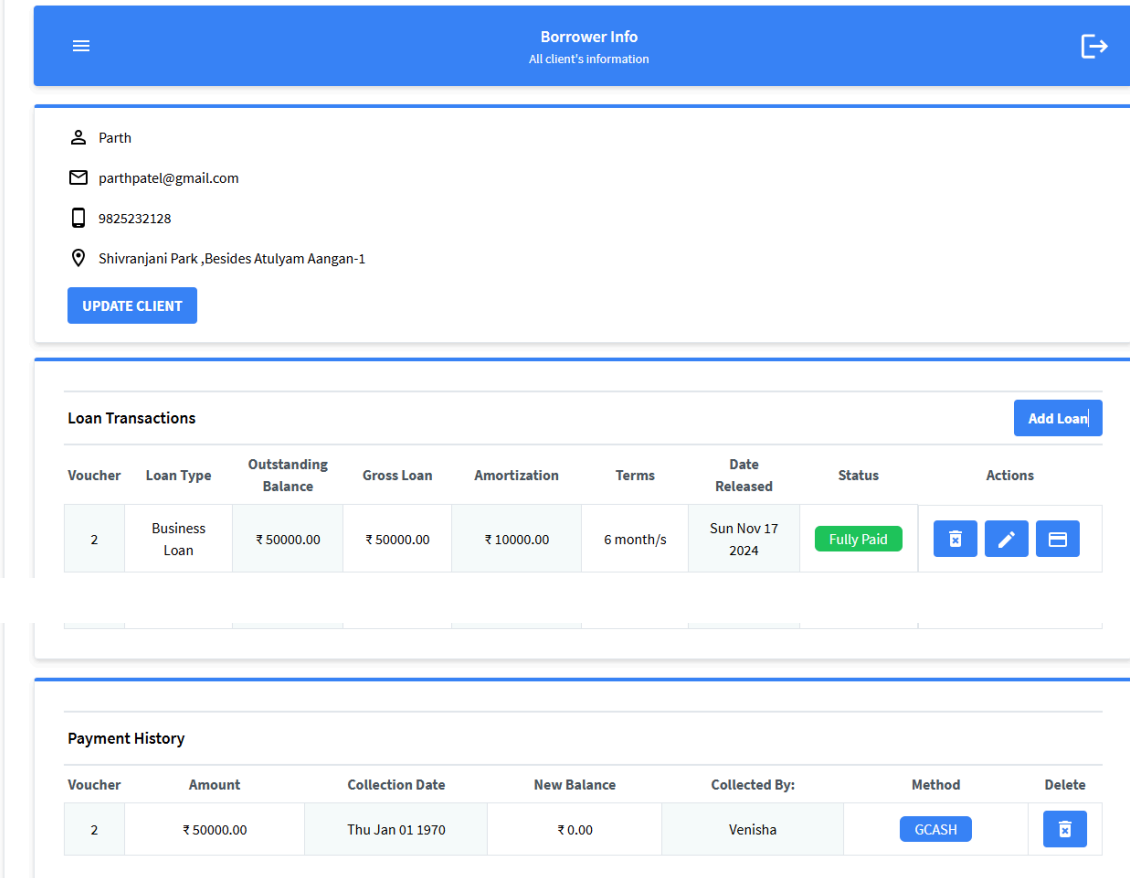 Borrower Info
All client's information
Parth
parthpatel@gmail.com
9825232128
Shivranjani Park ,Besides Atulyam Aangan-1
UPDATE CLIENT
Loan Transactions
Add Loan
Voucher Loan Type Outstanding Balance Gross Loan Amortization Terms Date Released Status Actions
2 Business Loan ₹ 50000.00 ₹ 50000.00 ₹ 10000.00 6 month/s Sun Nov 17 2024 Fully Paid
Payment History
Voucher Amount Collection Date New Balance Collected By: Method Delete
2 ₹ 50000.00 Thu Jan 01 1970 ₹ 0.00 Venisha GCASH